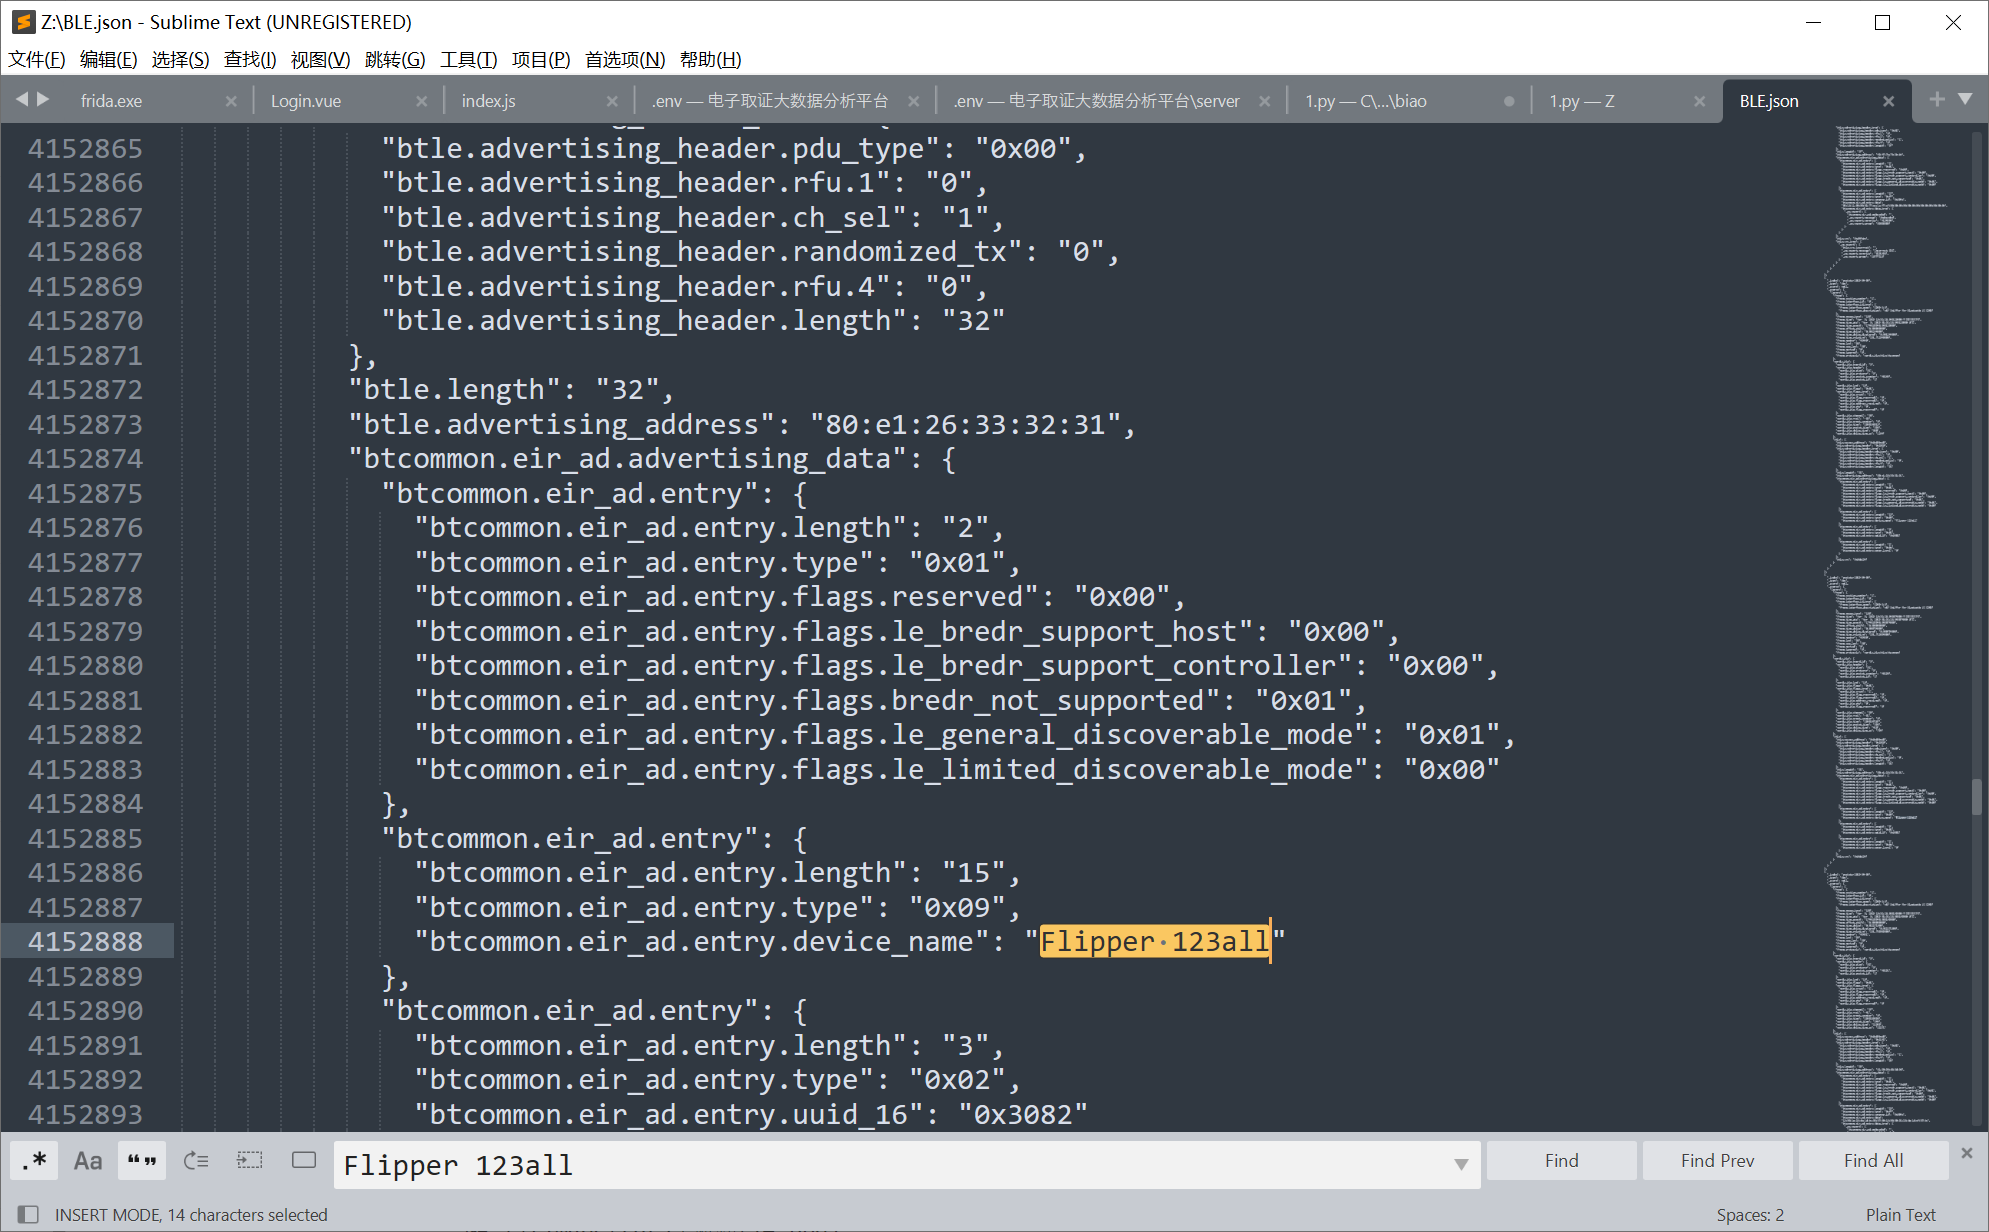 Z:\BLE.json - Sublime Text (UNREGISTERED)
文件(F) 编辑(E) 选择(S) 查找(I) 视图(V) 跳转(G) 工具(T) 项目(P) 首选项(N) 帮助(H)
frida.exe Login.vue index.js .env — 电子取证大数据分析平台 .env — 电子取证大数据分析平台\server 1.py — C\...\biao 1.py — Z BLE.json
4152865 "btle.advertising_header.pdu_type": "0x00",
4152866 "btle.advertising_header.rfu.1": "0",
4152867 "btle.advertising_header.ch_sel": "1",
4152868 "btle.advertising_header.randomized_tx": "0",
4152869 "btle.advertising_header.rfu.4": "0",
4152870 "btle.advertising_header.length": "32"
4152871 },
4152872 "btle.length": "32",
4152873 "btle.advertising_address": "80:e1:26:33:32:31",
4152874 "btcommon.eir_ad.advertising_data": {
4152875 "btcommon.eir_ad.entry": {
4152876 "btcommon.eir_ad.entry.length": "2",
4152877 "btcommon.eir_ad.entry.type": "0x01",
4152878 "btcommon.eir_ad.entry.flags.reserved": "0x00",
4152879 "btcommon.eir_ad.entry.flags.le_bredr_support_host": "0x00",
4152880 "btcommon.eir_ad.entry.flags.le_bredr_support_controller": "0x00",
4152881 "btcommon.eir_ad.entry.flags.bredr_not_supported": "0x01",
4152882 "btcommon.eir_ad.entry.flags.le_general_discoverable_mode": "0x01",
4152883 "btcommon.eir_ad.entry.flags.le_limited_discoverable_mode": "0x00"
4152884 },
4152885 "btcommon.eir_ad.entry": {
4152886 "btcommon.eir_ad.entry.length": "15",
4152887 "btcommon.eir_ad.entry.type": "0x09",
4152888 "btcommon.eir_ad.entry.device_name": "Flipper·123all"
4152889 },
4152890 "btcommon.eir_ad.entry": {
4152891 "btcommon.eir_ad.entry.length": "3",
4152892 "btcommon.eir_ad.entry.type": "0x02",
4152893 "btcommon.eir_ad.entry.uuid_16": "0x3082"
.* Aa “” Flipper 123all Find Find Prev Find All
INSERT MODE, 14 characters selected Spaces: 2 Plain Text